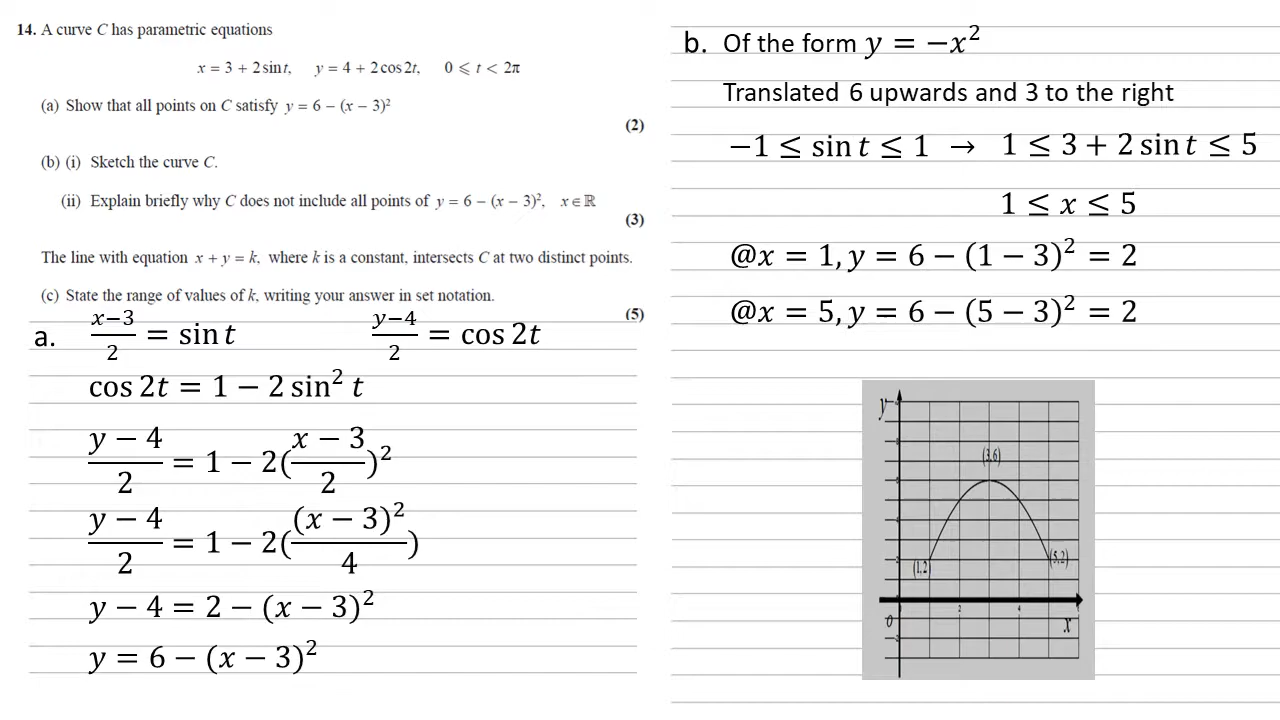 14. A curve C has parametric equations
x = 3 + 2 sin t,    y = 4 + 2 cos 2t,    0 ⩽ t < 2π
(a) Show that all points on C satisfy y = 6 − (x − 3)²
(2)
(b) (i) Sketch the curve C.
(ii) Explain briefly why C does not include all points of y = 6 − (x − 3)²,   x ∈ ℝ
(3)
The line with equation x + y = k, where k is a constant, intersects C at two distinct points.
(c) State the range of values of k, writing your answer in set notation.
(5)
a. (x−3)/2 = sin t    (y−4)/2 = cos 2t
cos 2t = 1 − 2 sin² t
(y − 4)/2 = 1 − 2((x − 3)/2)²
(y − 4)/2 = 1 − 2((x − 3)²/4)
y − 4 = 2 − (x − 3)²
y = 6 − (x − 3)²
b. Of the form y = −x²
Translated 6 upwards and 3 to the right
−1 ≤ sin t ≤ 1 → 1 ≤ 3 + 2 sin t ≤ 5
1 ≤ x ≤ 5
@x = 1, y = 6 − (1 − 3)² = 2
@x = 5, y = 6 − (5 − 3)² = 2
y
(3,6)
(1,2)
(5,2)
2
4
0
x